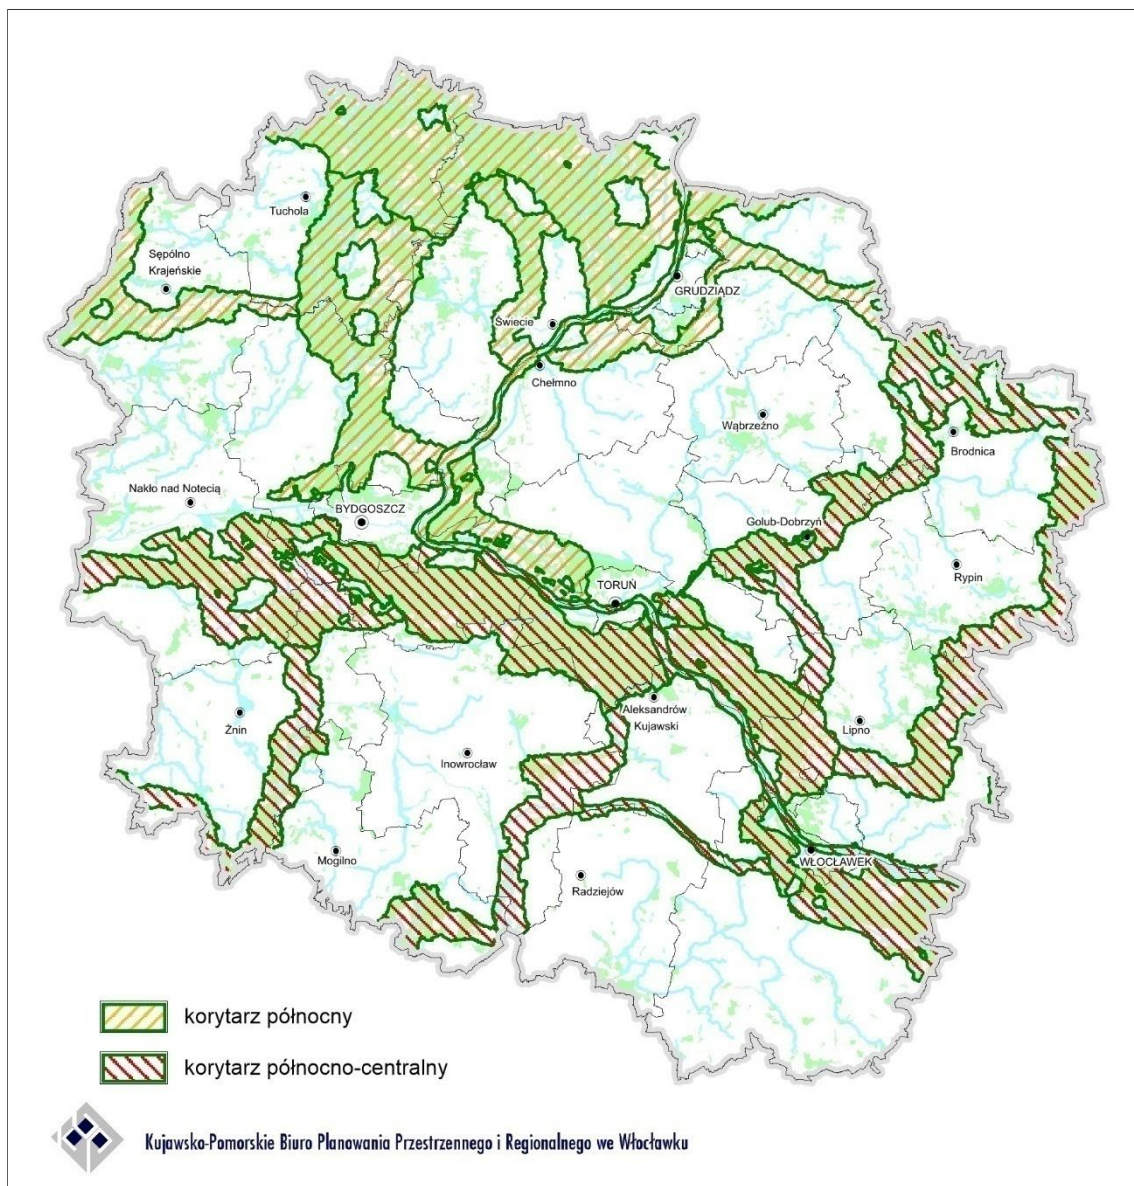 Tuchola
Sępólno
Krajeńskie
GRUDZIĄDZ
Świecie
Chełmno
Wąbrzeźno
Brodnica
Nakło nad Notecią
BYDGOSZCZ
Golub-Dobrzyń
Rypin
TORUŃ
Aleksandrów
Kujawski
Żnin
Lipno
Inowrocław
Mogilno
WŁOCŁAWEK
Radziejów
korytarz północny
korytarz północno-centralny
Kujawsko-Pomorskie Biuro Planowania Przestrzennego i Regionalnego we Włocławku